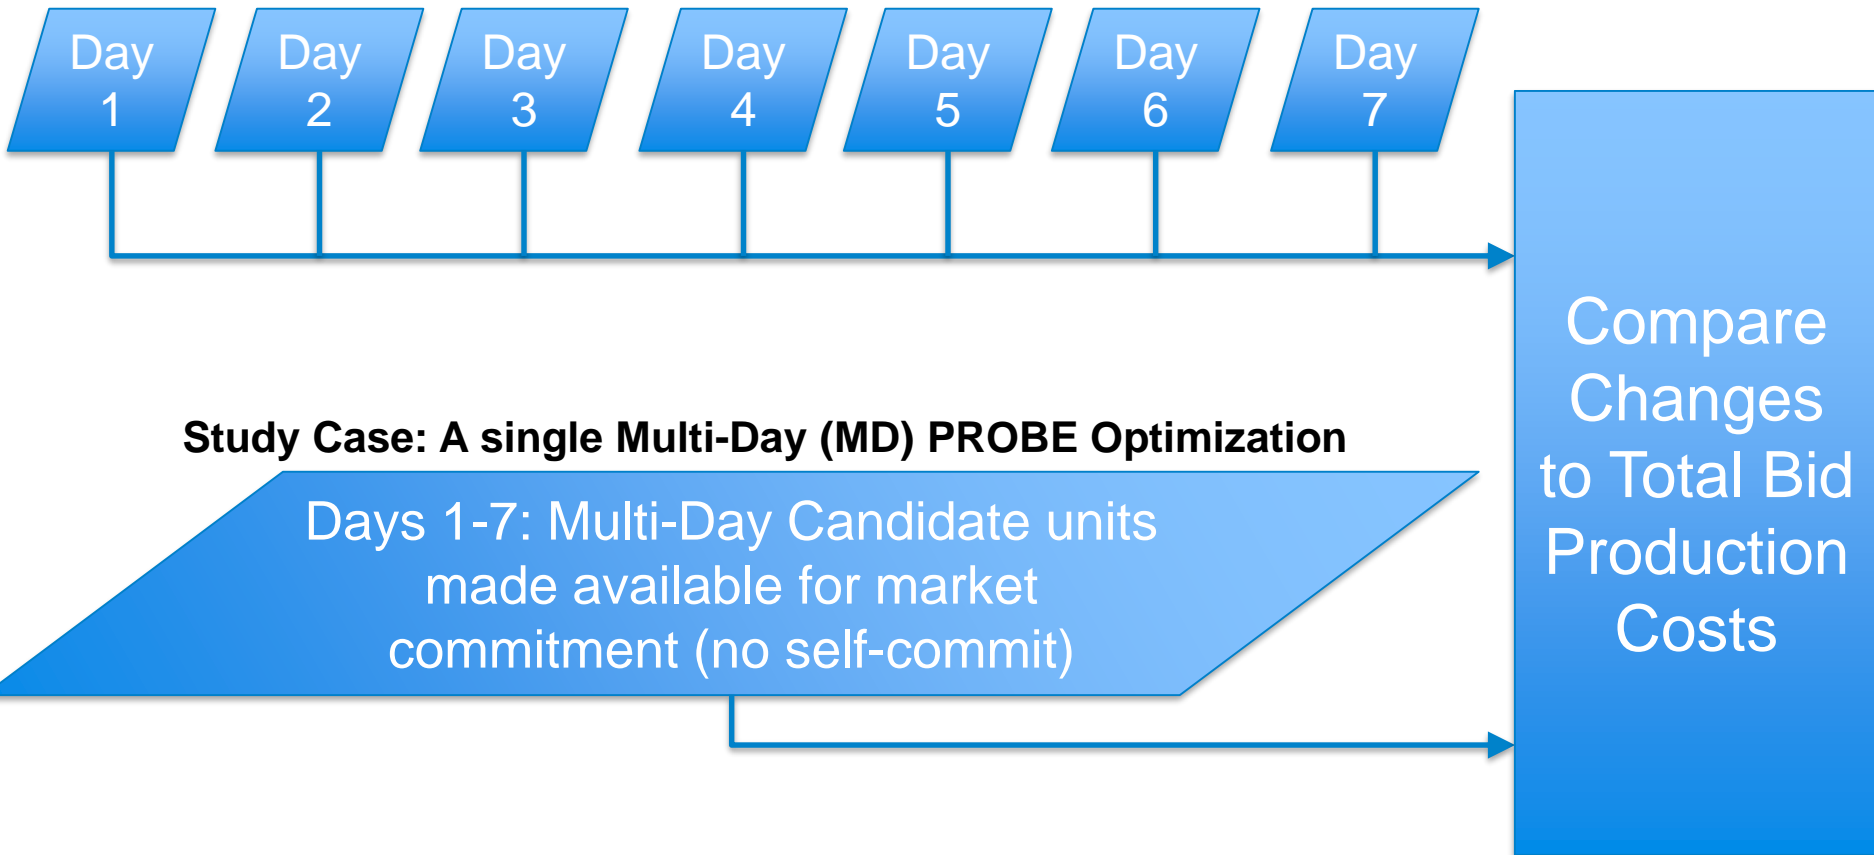 Day
1
Day
2
Day
3
Day
4
Day
5
Day
6
Day
7
Study Case: A single Multi-Day (MD) PROBE Optimization
Days 1-7: Multi-Day Candidate units
made available for market
commitment (no self-commit)
Compare
Changes
to Total Bid
Production
Costs